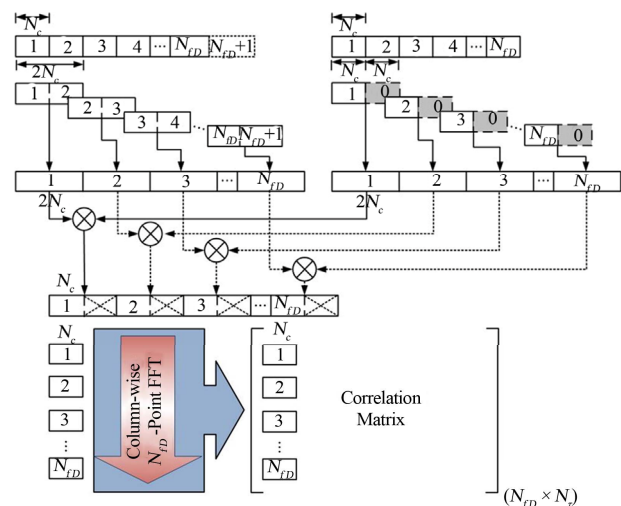 N_c N_c
1 2 3 4 ... N_fD N_fD+1 1 2 3 4 ... N_fD
2N_c N_c N_c
1 2 1 0
2 3 2 0
3 4 3 0
N_fD N_fD+1 N_fD 0
1 2 3 ... N_fD 1 2 3 ... N_fD
2N_c 2N_c
N_c
1 2 3 ... N_fD
N_c N_c
1 1
2 2
3 3
... ...
N_fD N_fD
Column-wise
N_fD-Point FFT
Correlation
Matrix
(N_fD × N_τ)